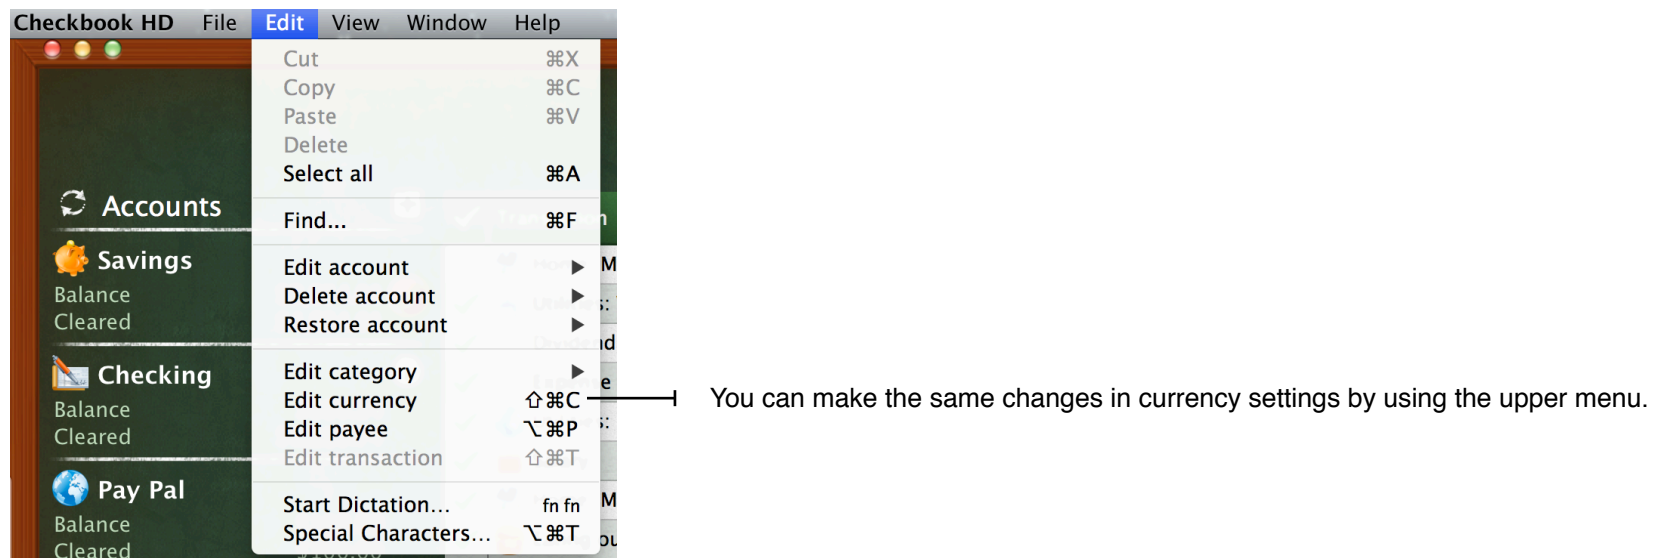 Checkbook HD File Edit View Window Help
Cut ⌘X
Copy ⌘C
Paste ⌘V
Delete
Select all ⌘A
Accounts
Find... ⌘F
Savings
Edit account ▶ M
Balance
Delete account ▶
Cleared
Restore account ▶
Checking
Edit category ▶
Edit currency ⇧⌘C
You can make the same changes in currency settings by using the upper menu.
Balance
Edit payee ⌥⌘P
Cleared
Edit transaction ⇧⌘T
Pay Pal
Start Dictation... fn fn M
Balance
Special Characters... ⌥⌘T
Cleared